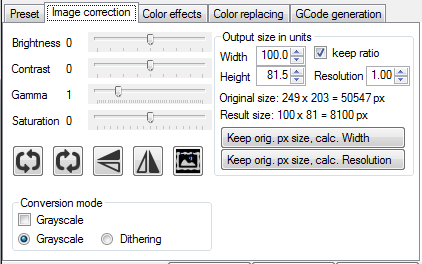 Preset Image correction Color effects Color replacing GCode generation
Brightness 0
Contrast 0
Gamma 1
Saturation 0
Output size in units
Width 100.0 keep ratio
Height 81.5 Resolution 1.00
Original size: 249 x 203 = 50547 px
Result size: 100 x 81 = 8100 px
Keep orig. px size, calc. Width
Keep orig. px size, calc. Resolution
Conversion mode
Grayscale
Grayscale Dithering